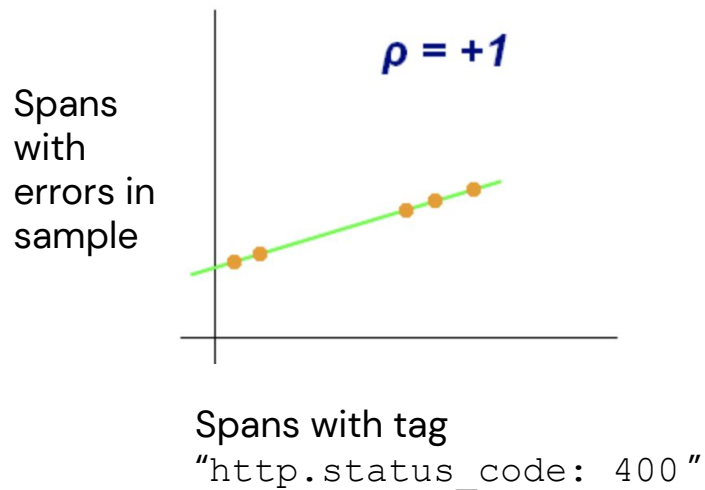 ρ = +1
Spans
with
errors in
sample
Spans with tag
“http.status_code: 400”